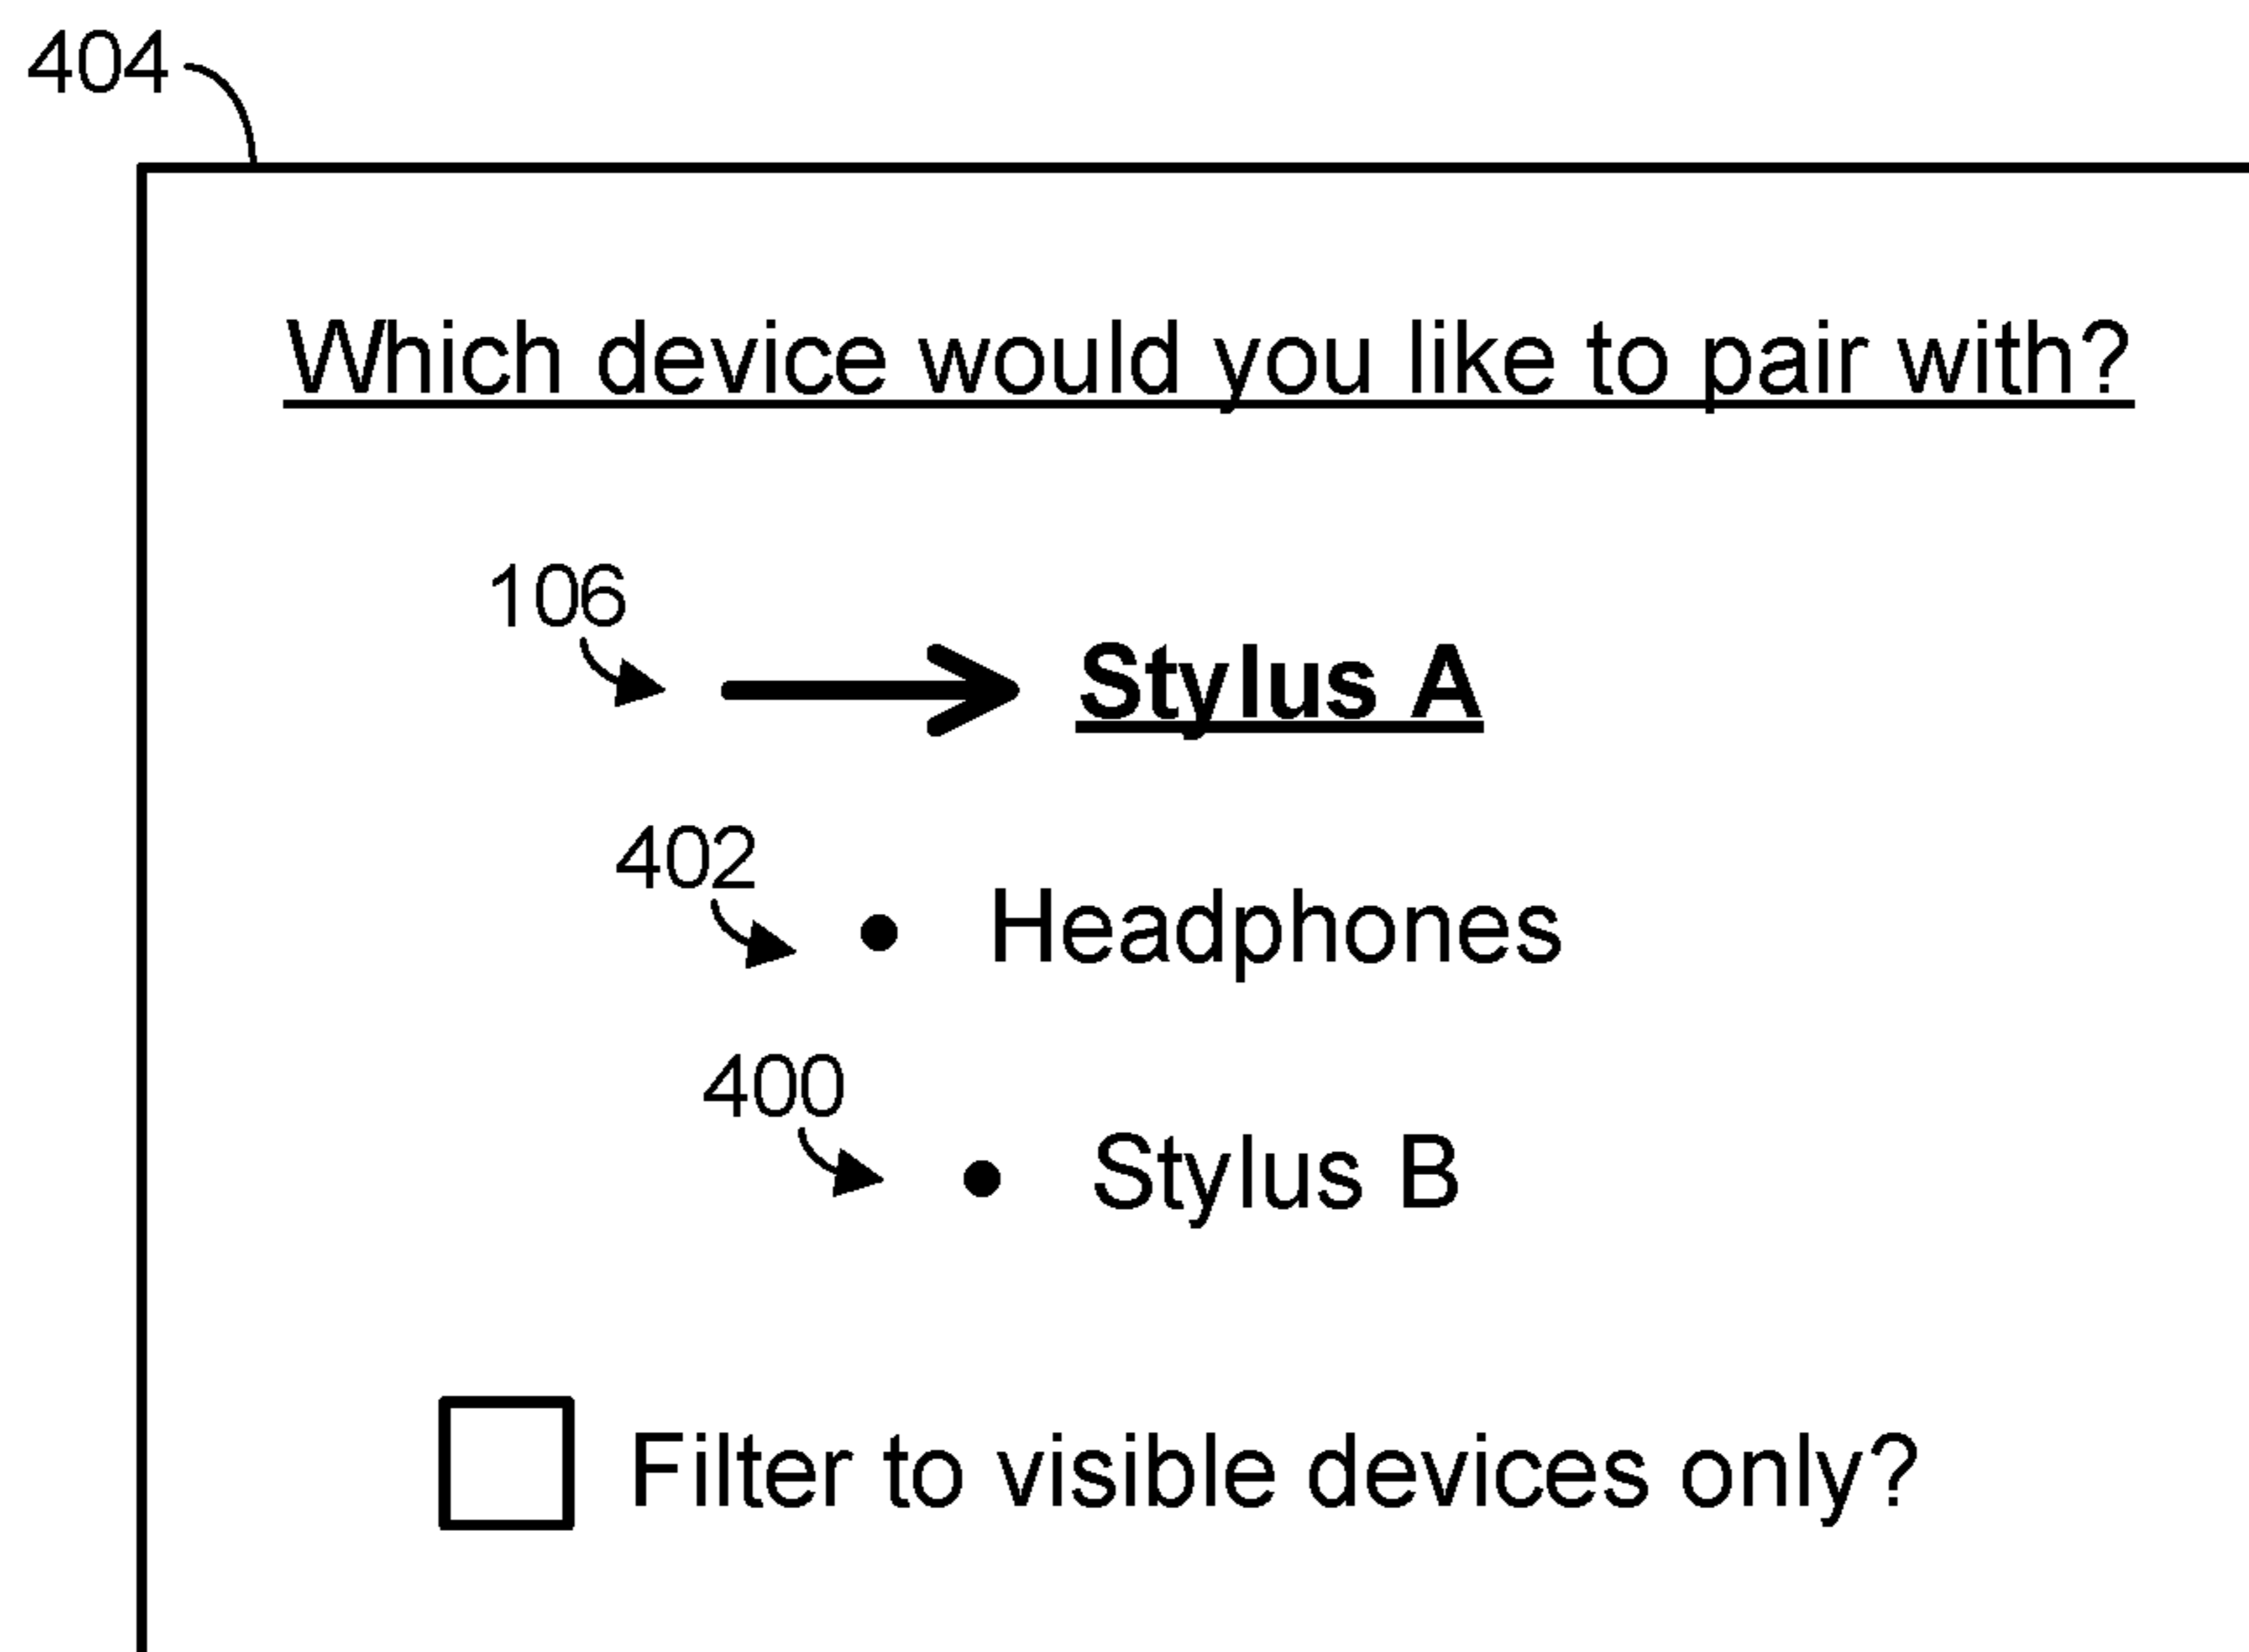 404
Which device would you like to pair with?
106
Stylus A
402
• Headphones
400
• Stylus B
Filter to visible devices only?